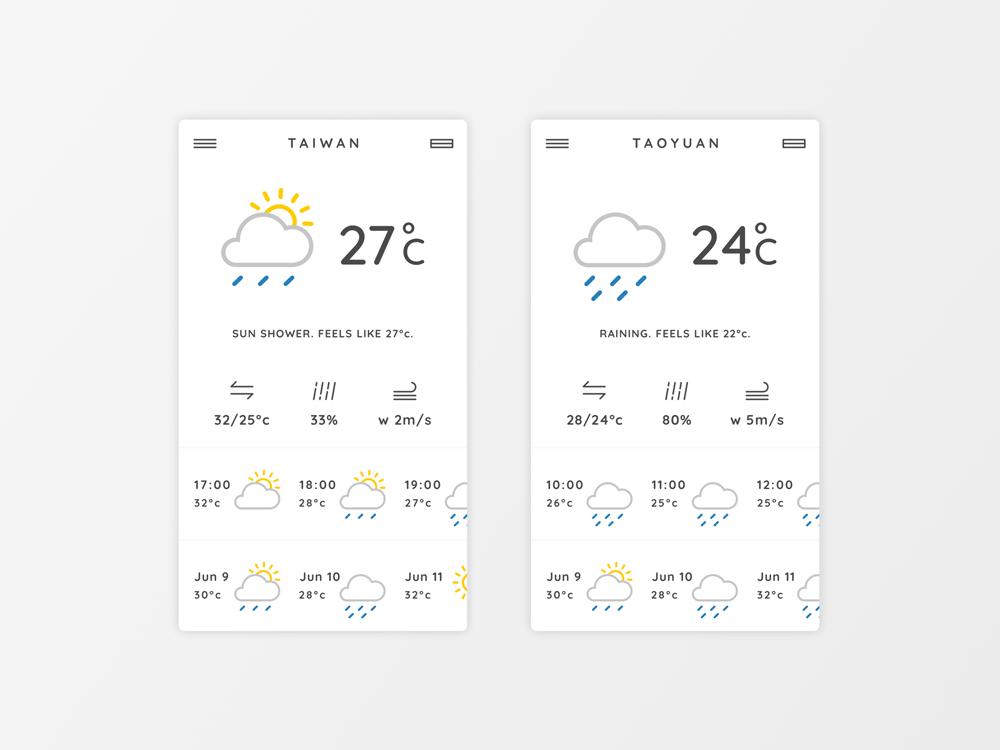 TAIWAN
27°c
SUN SHOWER. FEELS LIKE 27°c.
32/25°c 33% w 2m/s
17:00 18:00 19:00
32°c 28°c 27°c
Jun 9 Jun 10 Jun 11
30°c 28°c 32°c
TAOYUAN
24°c
RAINING. FEELS LIKE 22°c.
28/24°c 80% w 5m/s
10:00 11:00 12:00
26°c 25°c 25°c
Jun 9 Jun 10 Jun 11
30°c 28°c 32°c